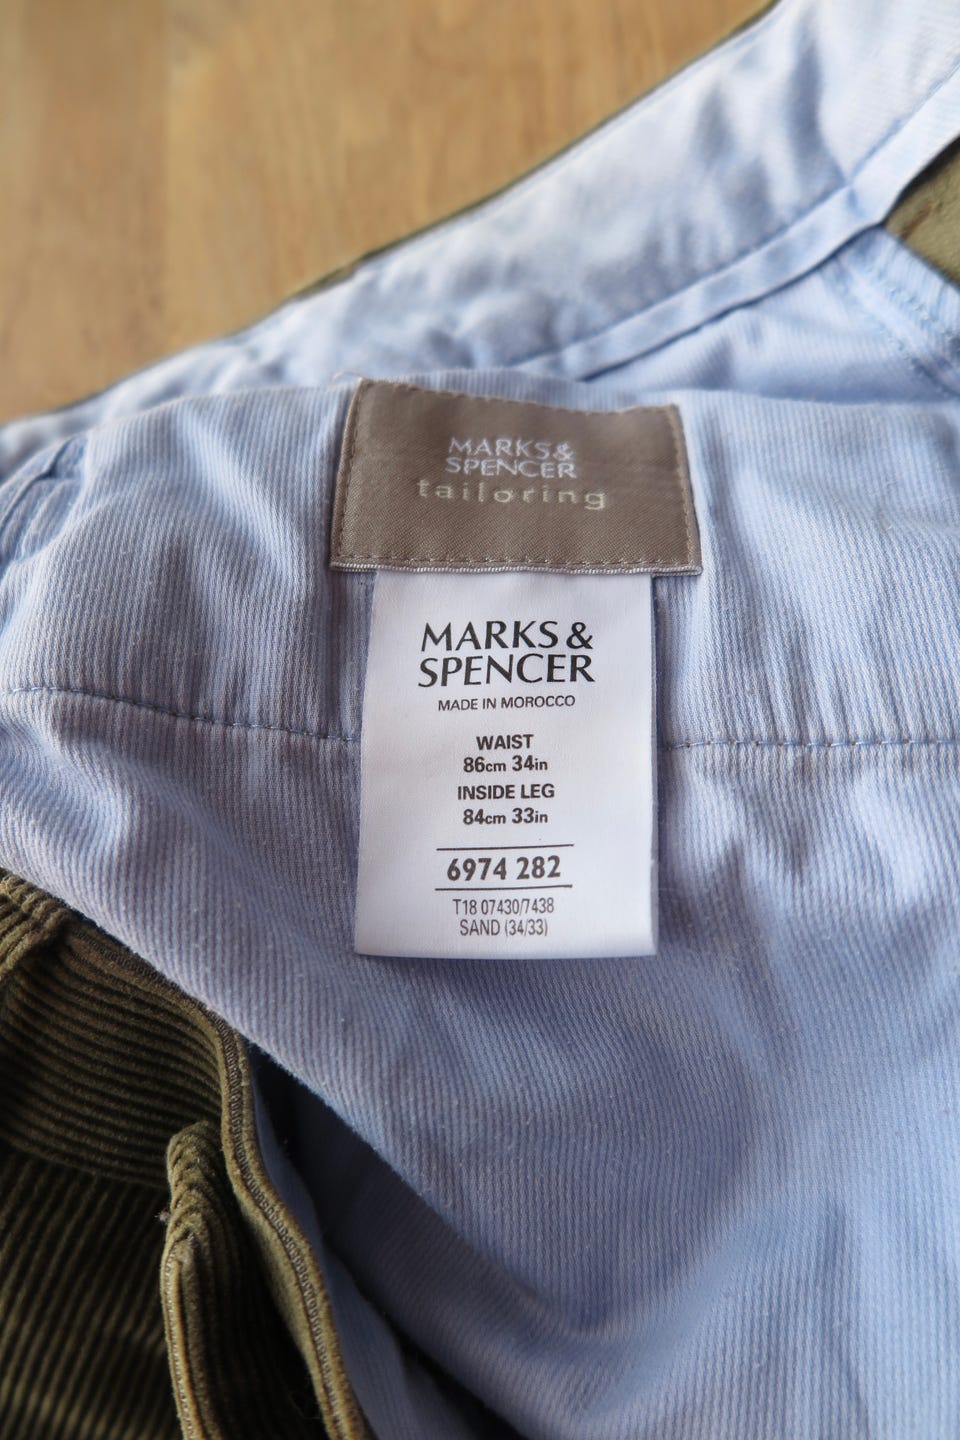 MARKS&
SPENCER
tailoring
MARKS &
SPENCER
MADE IN MOROCCO
WAIST
86cm 34in
INSIDE LEG
84cm 33in
6974 282
T18 07430/7438
SAND (34/33)